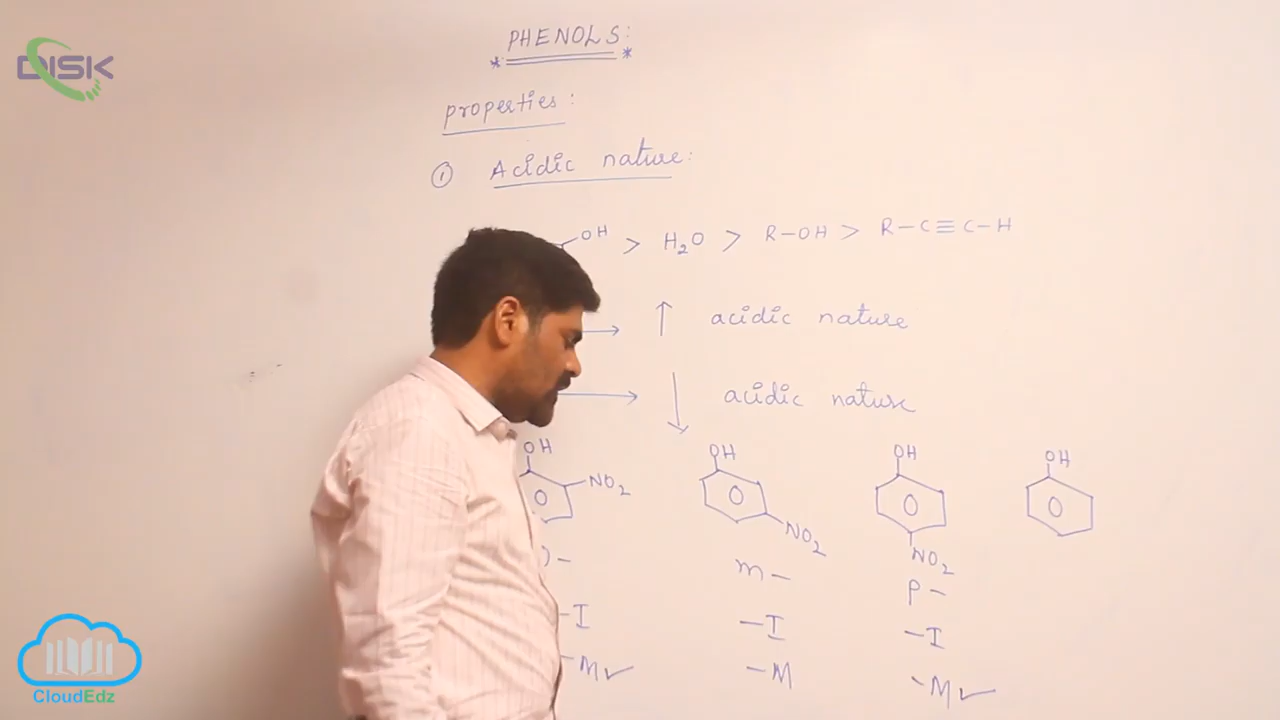 DISK
* PHENOLS: *
properties:
① Acidic nature:
OH > H₂O > R-OH > R-C≡C-H
→ ↑ acidic nature
→ ↓ acidic nature
OH OH OH OH
NO₂ NO₂ NO₂
- m- p-
-I -I -I
-M✓ -M -M✓
CloudEdz